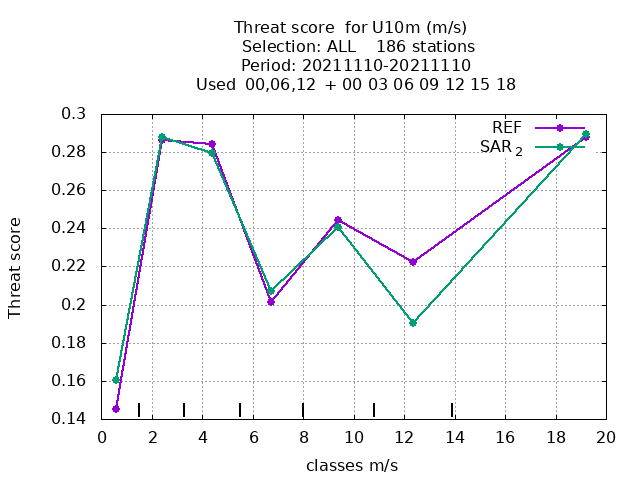 Threat score  for U10m (m/s)
Selection: ALL    186 stations
Period: 20211110-20211110
Used  00,06,12  + 00 03 06 09 12 15 18
REF
SAR 2
Threat score
0.3
0.28
0.26
0.24
0.22
0.2
0.18
0.16
0.14
0 2 4 6 8 10 12 14 16 18 20
classes m/s